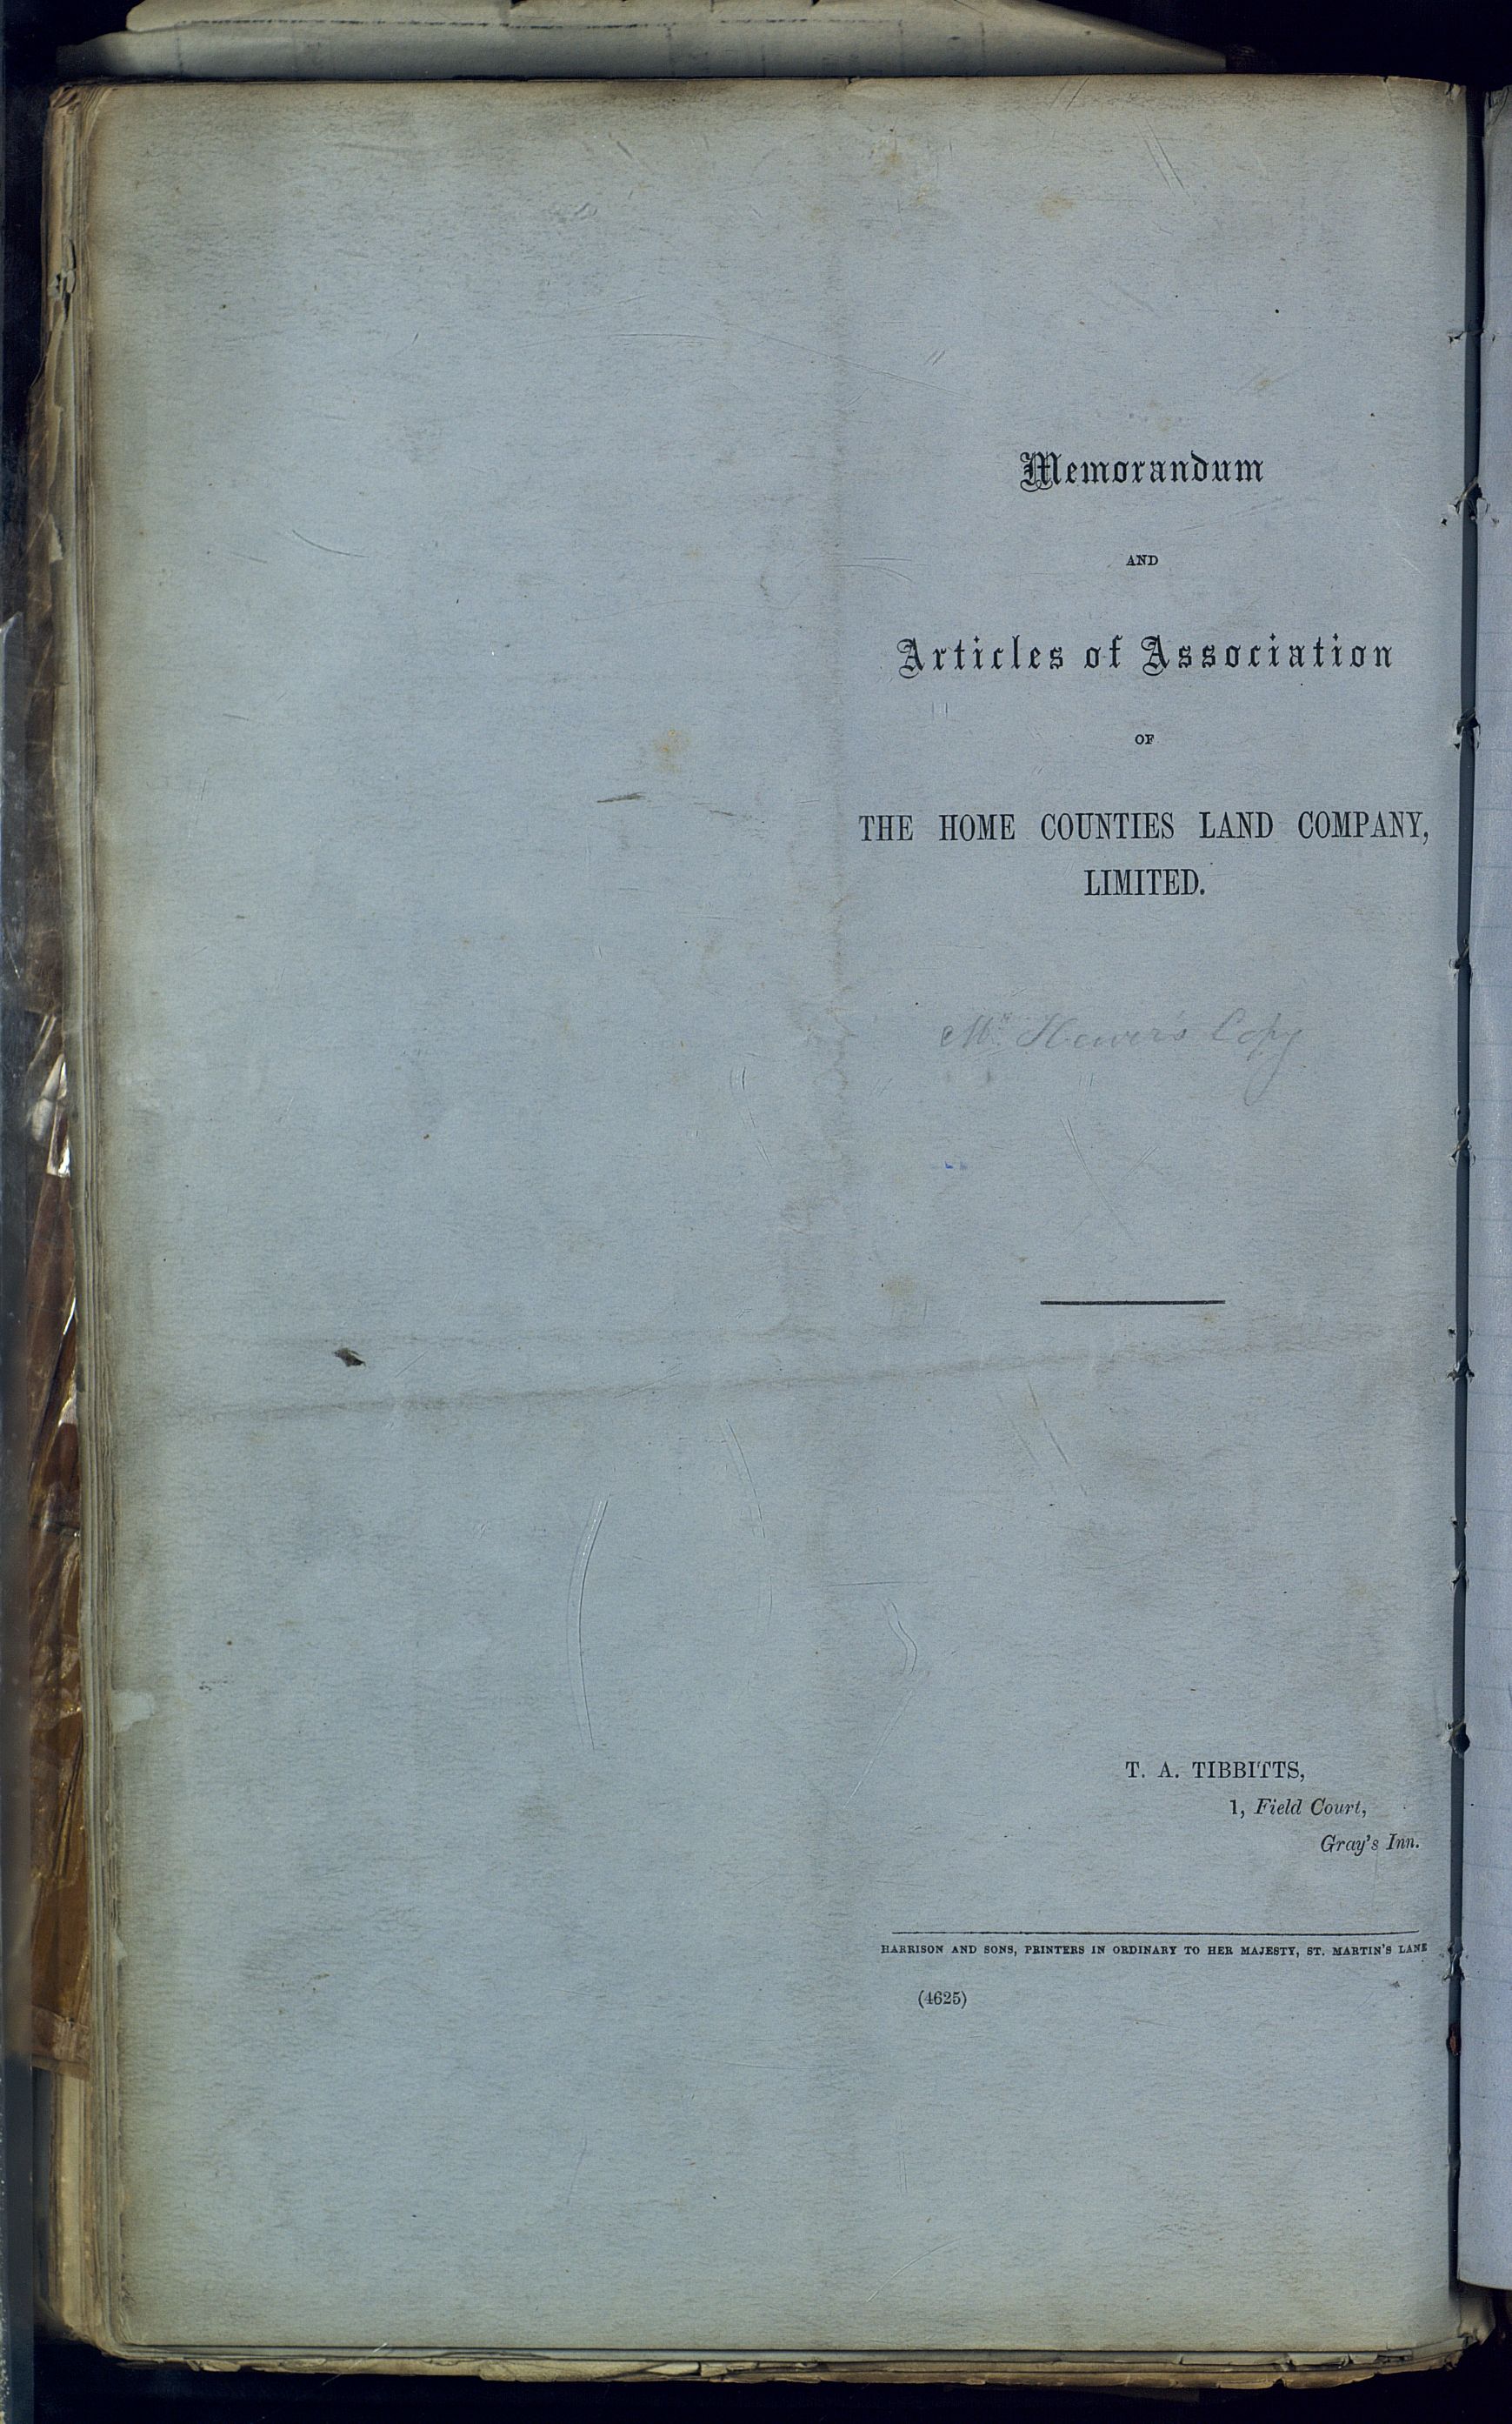 Memorandum
AND
Articles of Association
OF
THE HOME COUNTIES LAND COMPANY,
LIMITED.
Mr. Hewer's Copy
T. A. TIBBITTS,
1, Field Court,
Gray's Inn.
HARRISON AND SONS, PRINTERS IN ORDINARY TO HER MAJESTY, ST. MARTIN'S LANE
(4625)